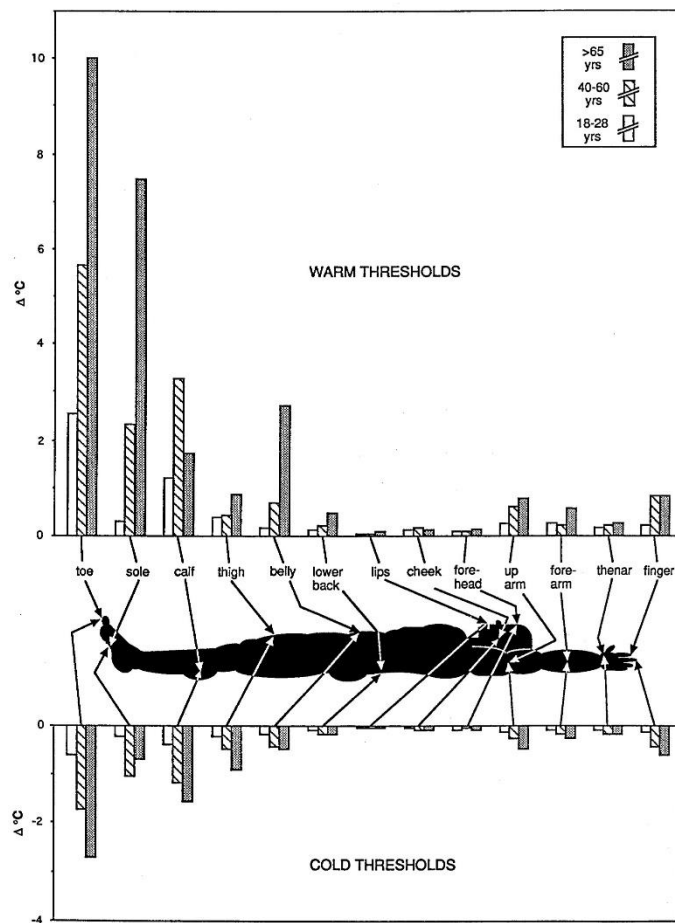 10
8
6
4
2
0
Δ °C
>65
yrs
40-60
yrs
18-28
yrs
WARM THRESHOLDS
toe sole calf thigh belly lower back lips cheek fore-head up arm fore-arm thenar finger
0
-2
-4
Δ °C
COLD THRESHOLDS